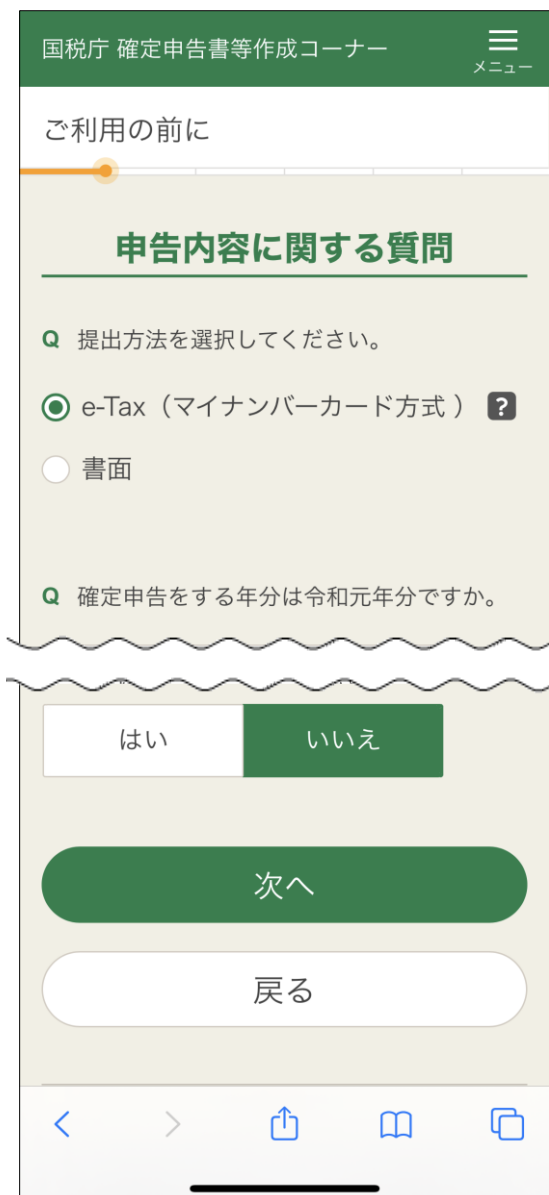 国税庁 確定申告書等作成コーナー
メニュー
ご利用の前に
申告内容に関する質問
Q 提出方法を選択してください。
e-Tax（マイナンバーカード方式 ） ?
書面
Q 確定申告をする年分は令和元年分ですか。
はい いいえ
次へ
戻る